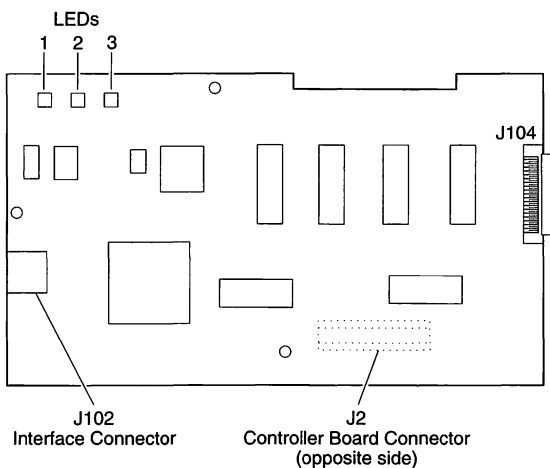 LEDs
1 2 3
J104
J102
Interface Connector
J2
Controller Board Connector
(opposite side)